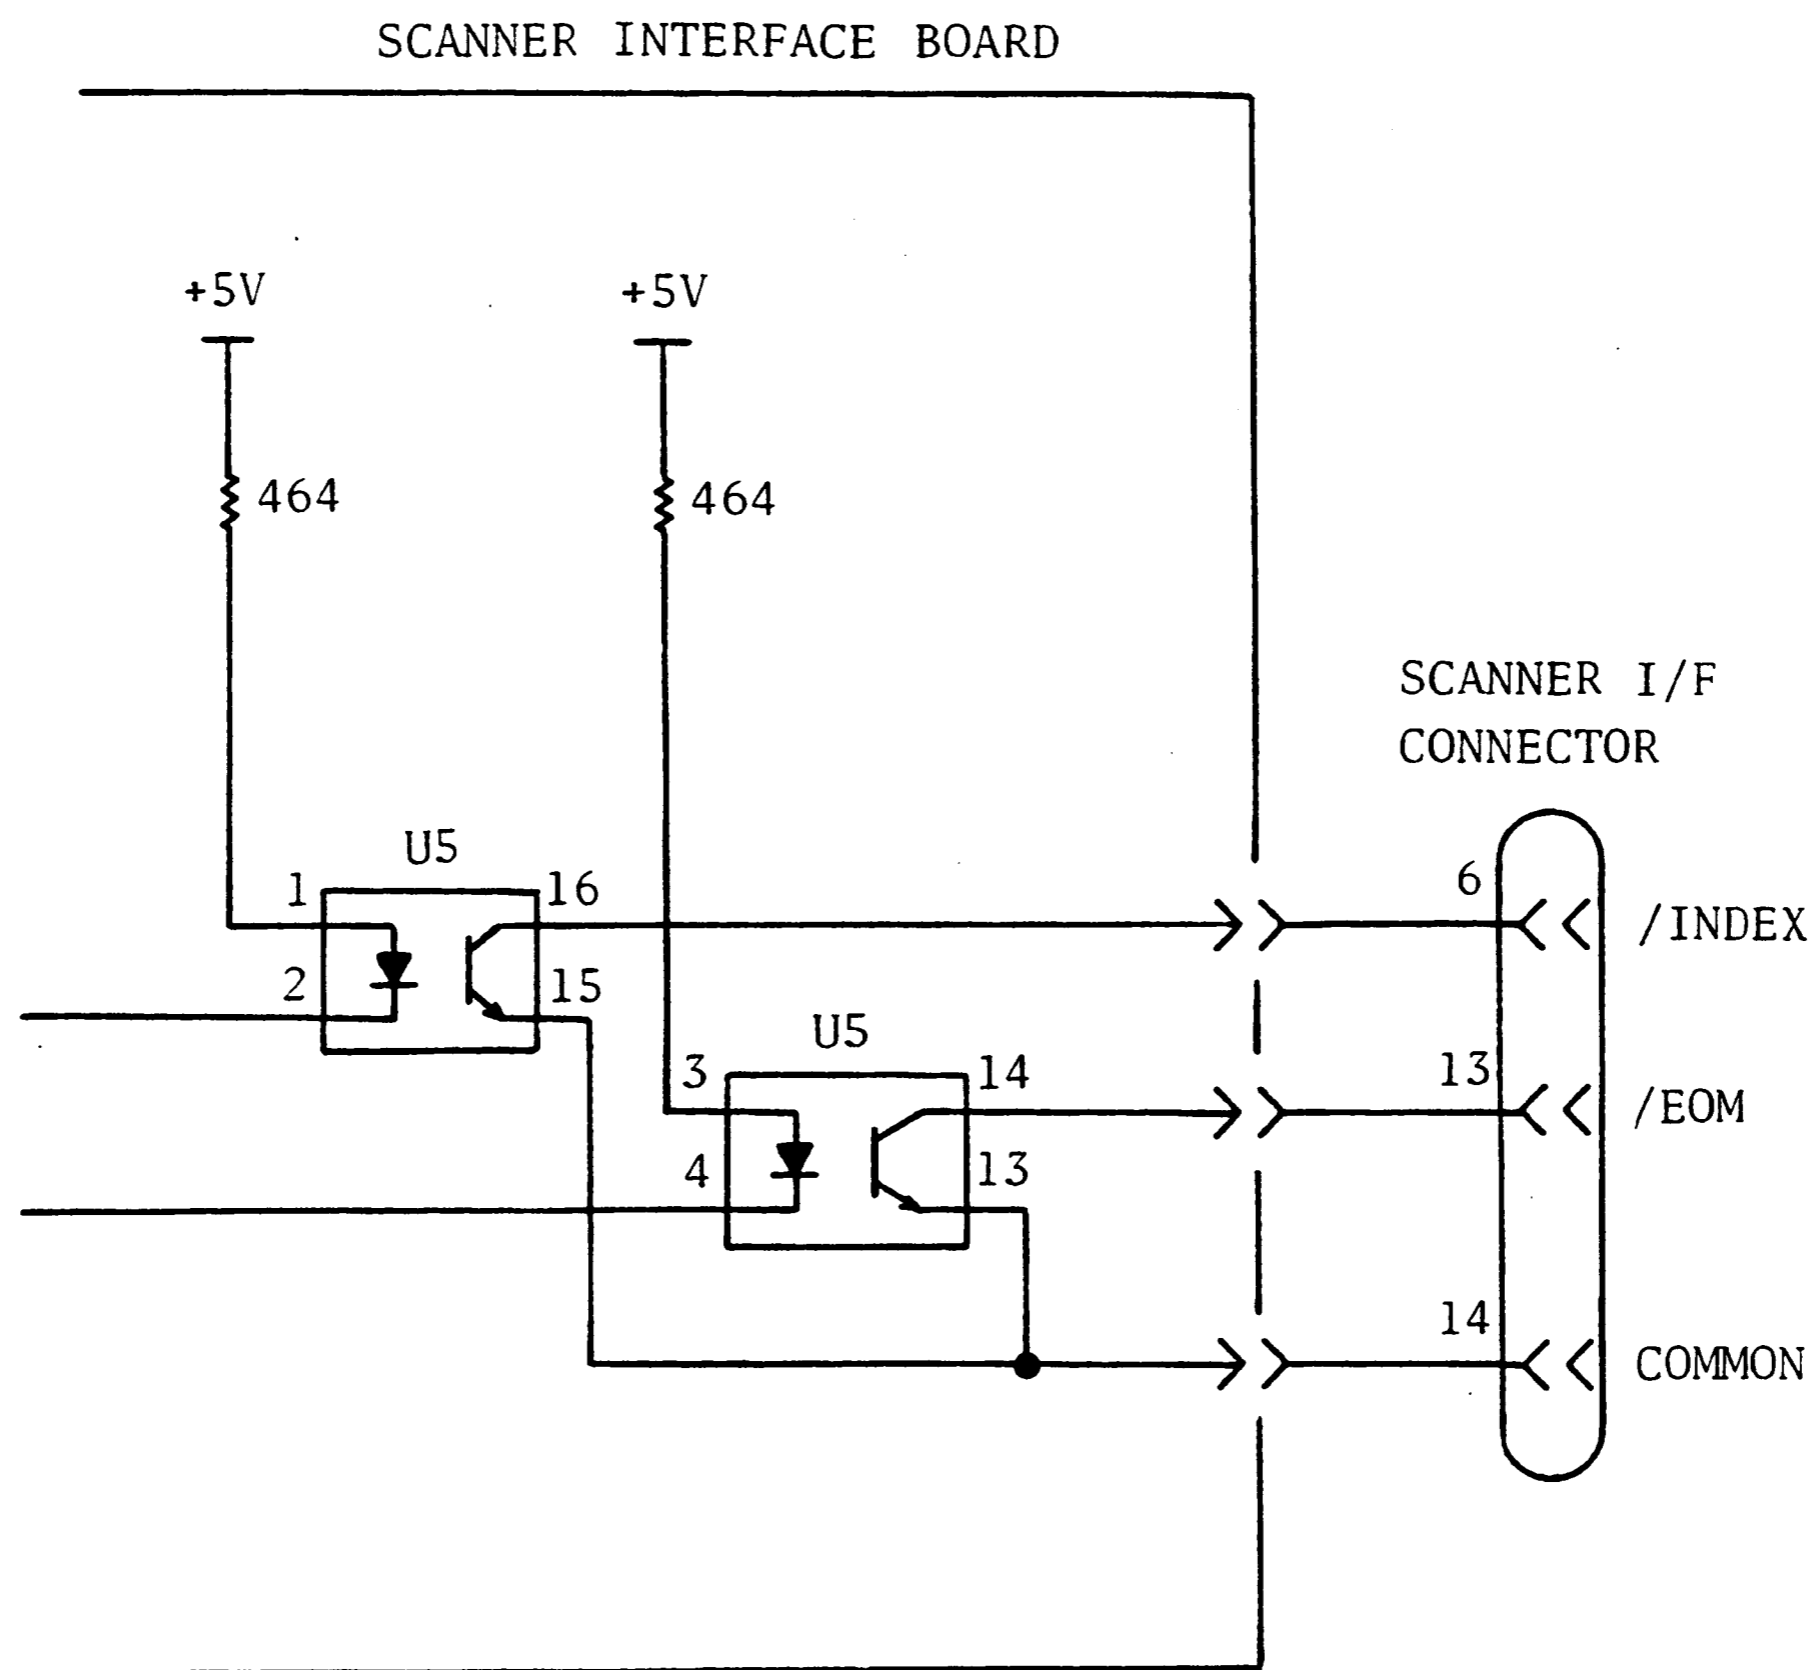 SCANNER INTERFACE BOARD
+5V
+5V
464
464
SCANNER I/F
CONNECTOR
U5
1
16
6
/INDEX
2
15
U5
3
14
13
/EOM
4
13
14
COMMON